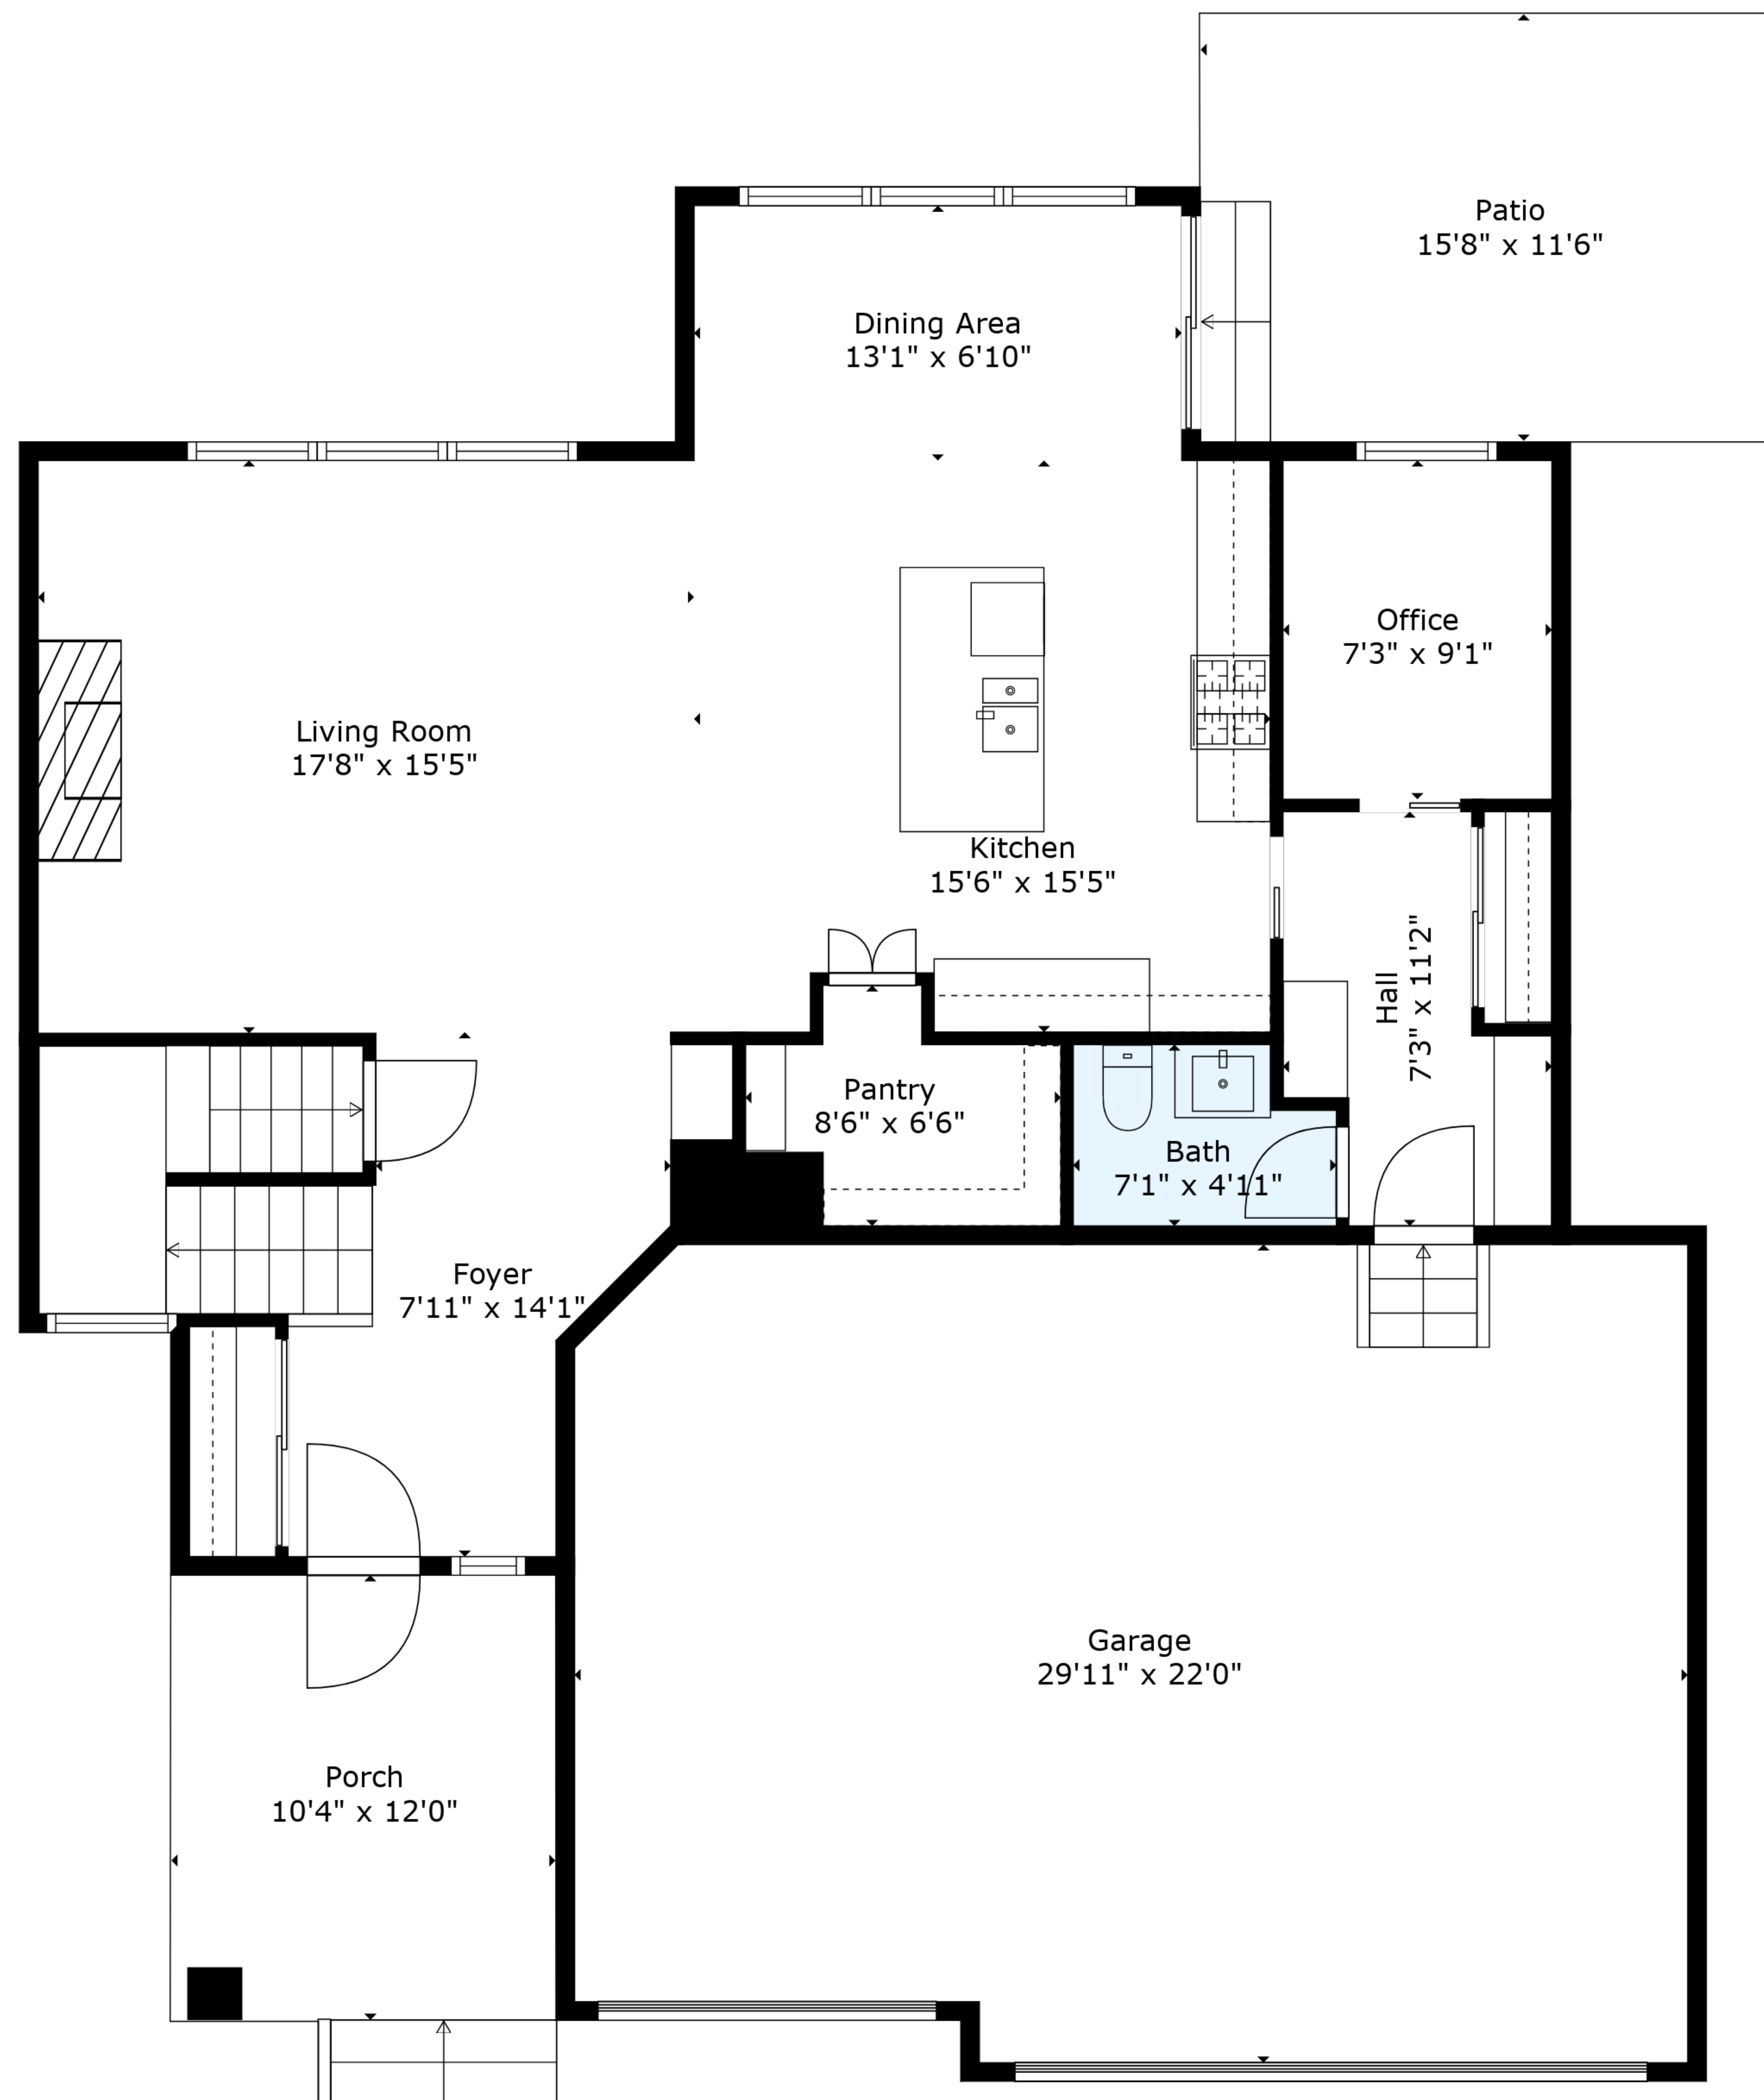 Patio
15'8" x 11'6"
Dining Area
13'1" x 6'10"
Office
7'3" x 9'1"
Living Room
17'8" x 15'5"
Kitchen
15'6" x 15'5"
Hall
7'3" x 11'2"
Pantry
8'6" x 6'6"
Bath
7'1" x 4'11"
Foyer
7'11" x 14'1"
Garage
29'11" x 22'0"
Porch
10'4" x 12'0"